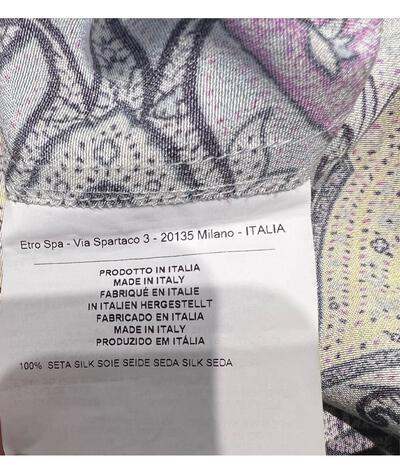 Etro Spa - Via Spartaco 3 - 20135 Milano - ITALIA
PRODOTTO IN ITALIA
MADE IN ITALY
FABRIQUÉ EN ITALIE
IN ITALIEN HERGESTELLT
FABRICADO EN ITALIA
MADE IN ITALY
PRODUZIDO EM ITÁLIA
100% SETA SILK SOIE SEIDE SEDA SILK SEDA